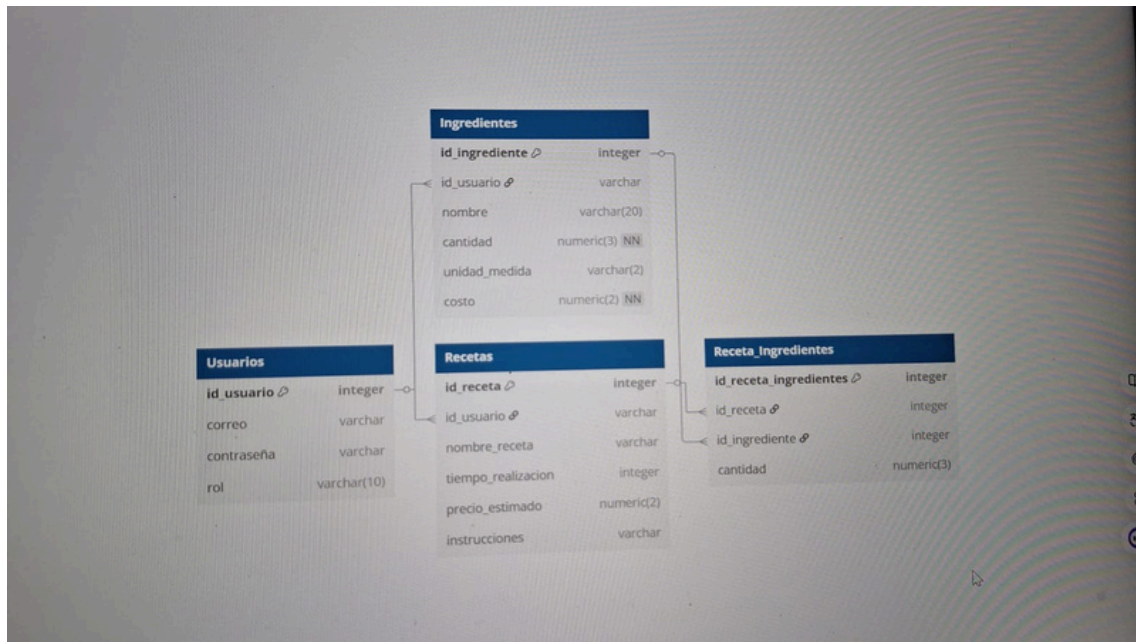 Ingredientes
id_ingrediente integer
id_usuario varchar
nombre varchar(20)
cantidad numeric(3) NN
unidad_medida varchar(2)
costo numeric(2) NN
Usuarios
id_usuario integer
correo varchar
contraseña varchar
rol varchar(10)
Recetas
id_receta integer
id_usuario varchar
nombre_receta varchar
tiempo_realizacion integer
precio_estimado numeric(2)
instrucciones varchar
Receta_Ingredientes
id_receta_ingredientes integer
id_receta integer
id_ingrediente integer
cantidad numeric(3)